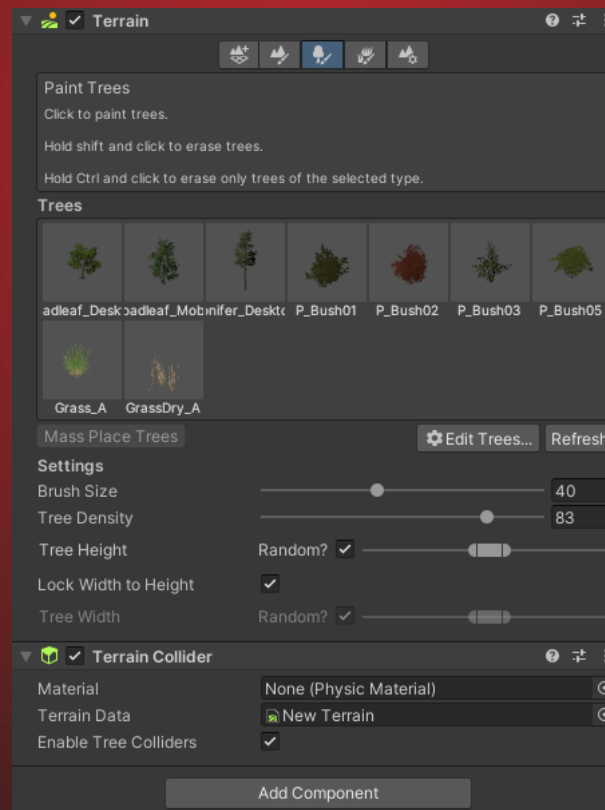 Terrain
Paint Trees
Click to paint trees.
Hold shift and click to erase trees.
Hold Ctrl and click to erase only trees of the selected type.
Trees
adleaf_Desk oadleaf_Mob nifer_Deskto P_Bush01 P_Bush02 P_Bush03 P_Bush05
Grass_A GrassDry_A
Mass Place Trees Edit Trees... Refresh
Settings
Brush Size 40
Tree Density 83
Tree Height Random?
Lock Width to Height
Tree Width Random?
Terrain Collider
Material None (Physic Material)
Terrain Data New Terrain
Enable Tree Colliders
Add Component